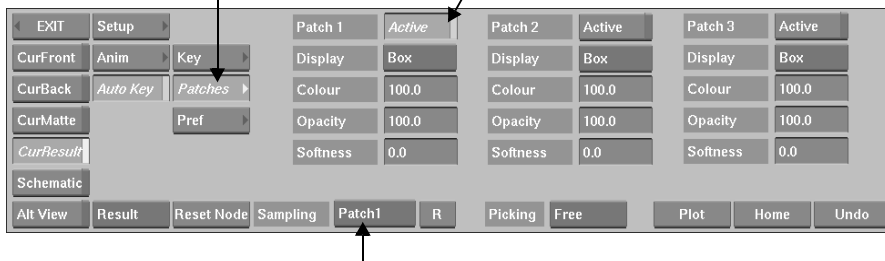 EXIT Setup Patch 1 Active Patch 2 Active Patch 3 Active
CurFront Anim Key Display Box Display Box Display Box
CurBack Auto Key Patches Colour 100.0 Colour 100.0 Colour 100.0
CurMatte Pref Opacity 100.0 Opacity 100.0 Opacity 100.0
CurResult Softness 0.0 Softness 0.0 Softness 0.0
Schematic
Alt View Result Reset Node Sampling Patch1 R Picking Free Plot Home Undo